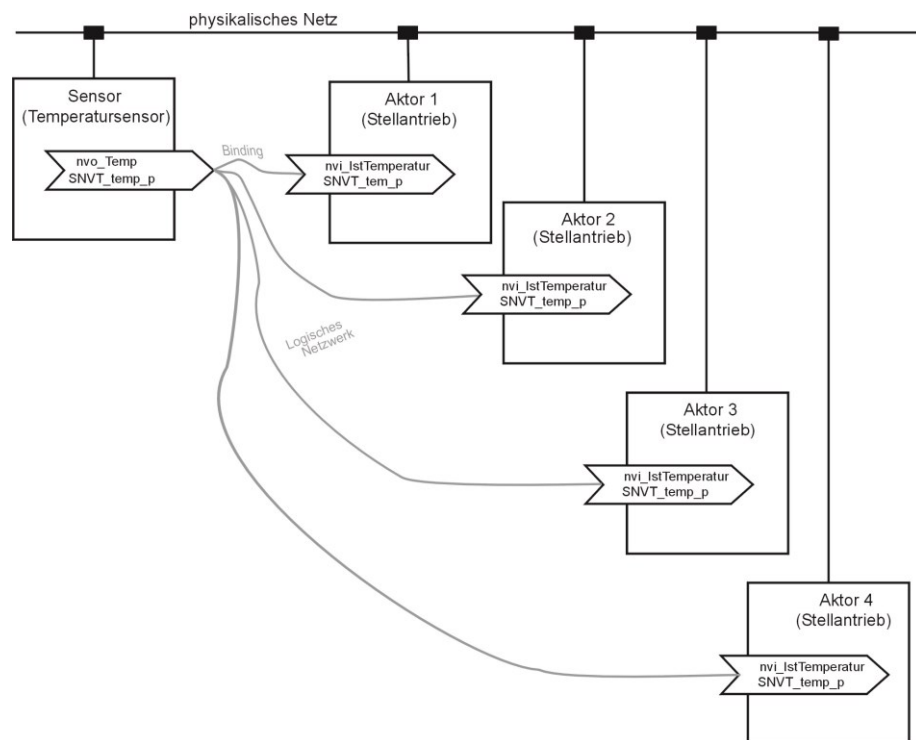 physikalisches Netz
Sensor
(Temperatursensor)
nvo_Temp
SNVT_temp_p
Binding
Aktor 1
(Stellantrieb)
nvi_IstTemperatur
SNVT_tem_p
Aktor 2
(Stellantrieb)
nvi_IstTemperatur
SNVT_temp_p
Logisches
Netzwerk
Aktor 3
(Stellantrieb)
nvi_IstTemperatur
SNVT_temp_p
Aktor 4
(Stellantrieb)
nvi_IstTemperatur
SNVT_temp_p